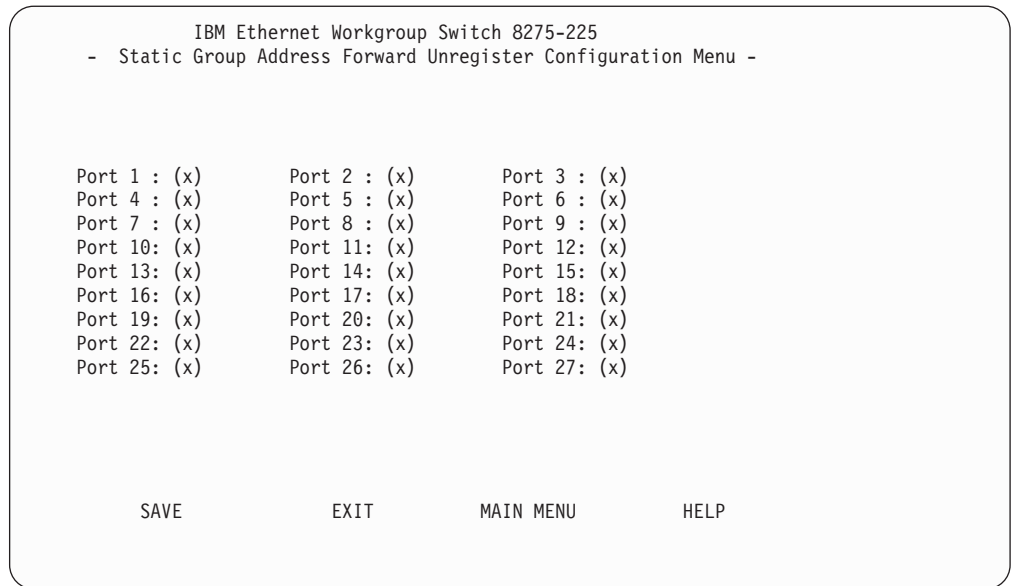 IBM Ethernet Workgroup Switch 8275-225
- Static Group Address Forward Unregister Configuration Menu -
Port 1 : (x) Port 2 : (x) Port 3 : (x)
Port 4 : (x) Port 5 : (x) Port 6 : (x)
Port 7 : (x) Port 8 : (x) Port 9 : (x)
Port 10: (x) Port 11: (x) Port 12: (x)
Port 13: (x) Port 14: (x) Port 15: (x)
Port 16: (x) Port 17: (x) Port 18: (x)
Port 19: (x) Port 20: (x) Port 21: (x)
Port 22: (x) Port 23: (x) Port 24: (x)
Port 25: (x) Port 26: (x) Port 27: (x)
SAVE EXIT MAIN MENU HELP